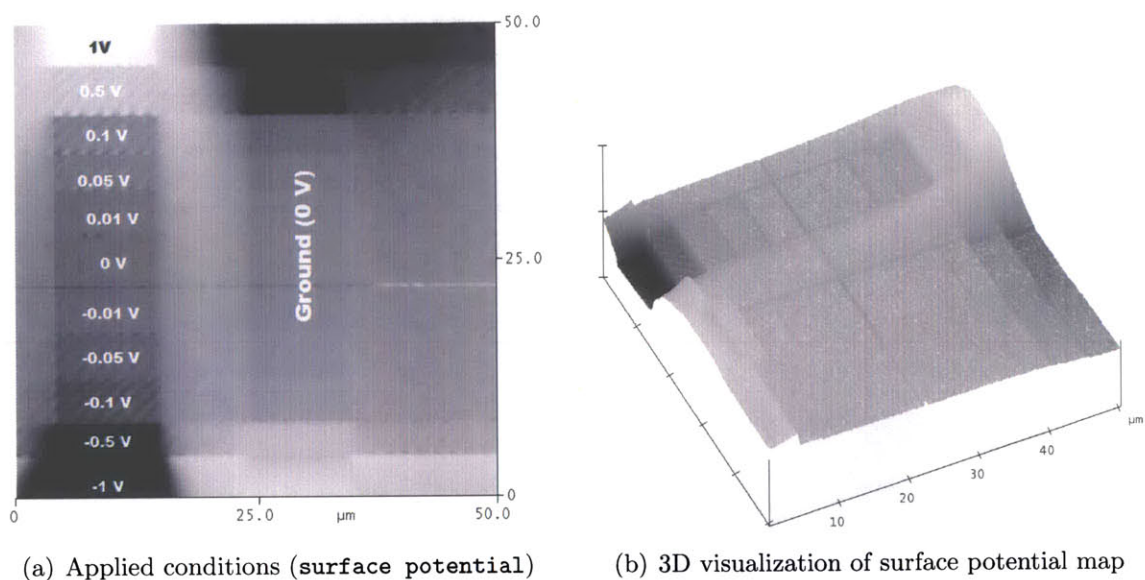 1V
0.5 V
0.1 V
0.05 V
0.01 V
0 V
-0.01 V
-0.05 V
-0.1 V
-0.5 V
-1 V
Ground (0 V)
50.0
25.0
0
0 25.0 µm 50.0
(a) Applied conditions (surface potential)
10 20 30 40 µm
(b) 3D visualization of surface potential map